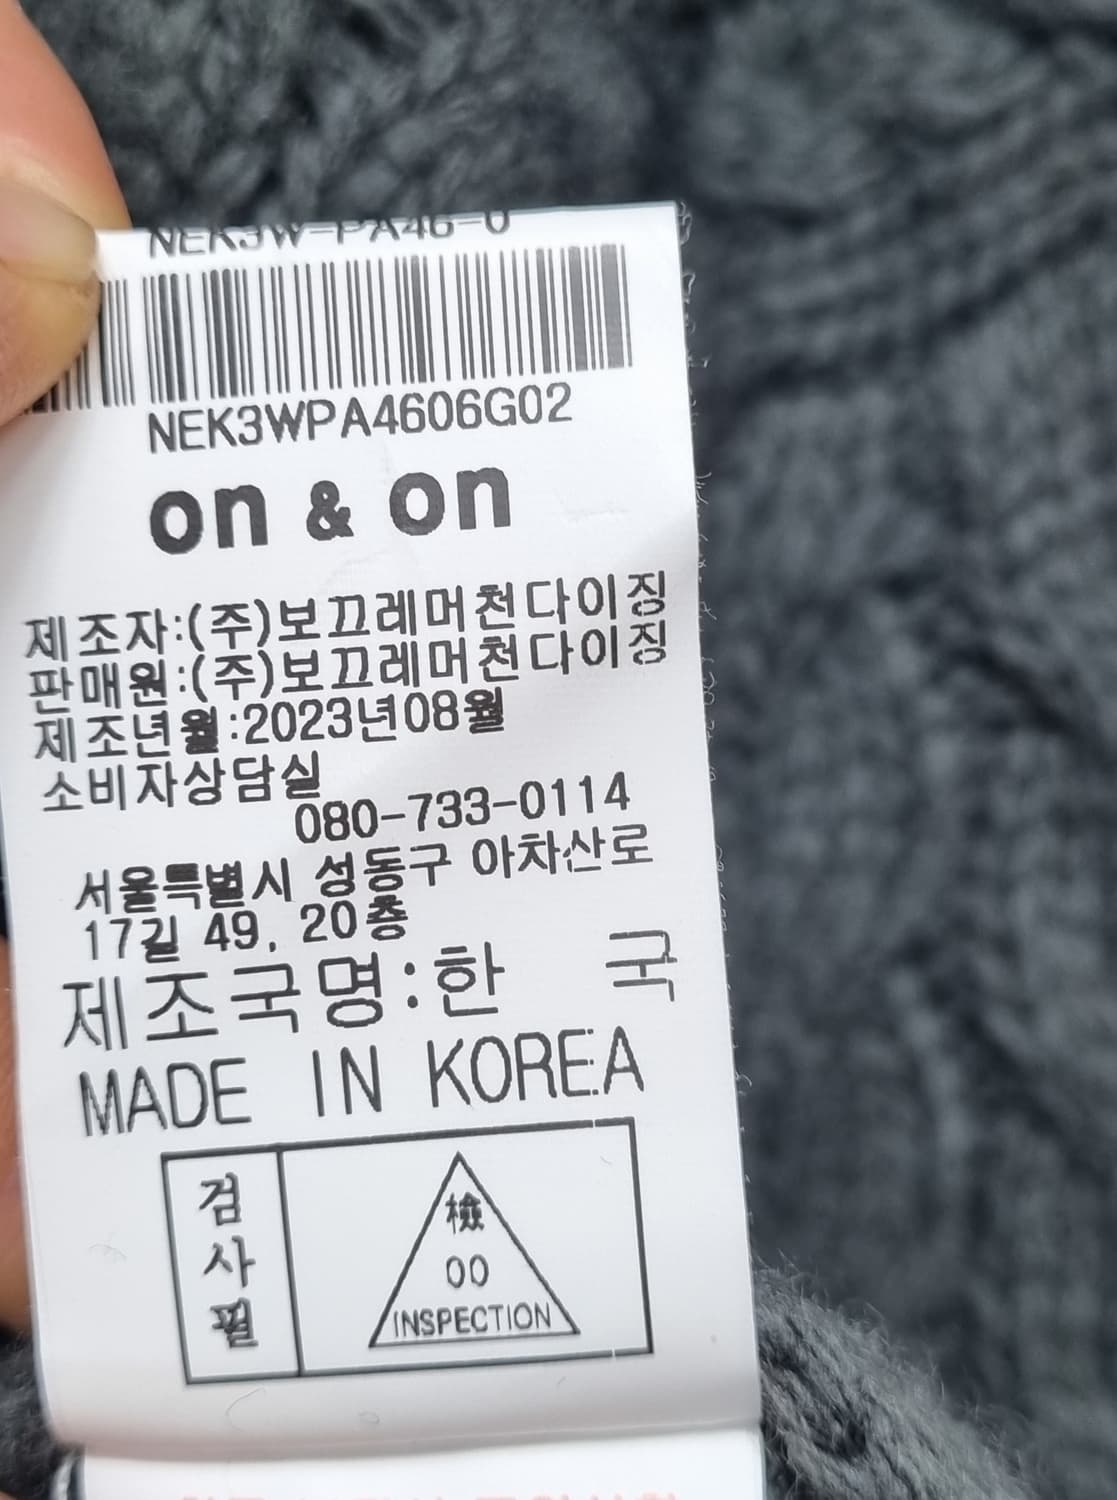 NEK3W-PA46-0
NEK3WPA4606G02
on & on
제조자:(주)보끄레머천다이징
판매원:(주)보끄레머천다이징
제조년월:2023년08월
소비자상담실
080-733-0114
서울특별시 성동구 아차산로
17길 49, 20층
제조국명:한 국
MADE IN KOREA
검
사
필
檢
00
INSPECTION